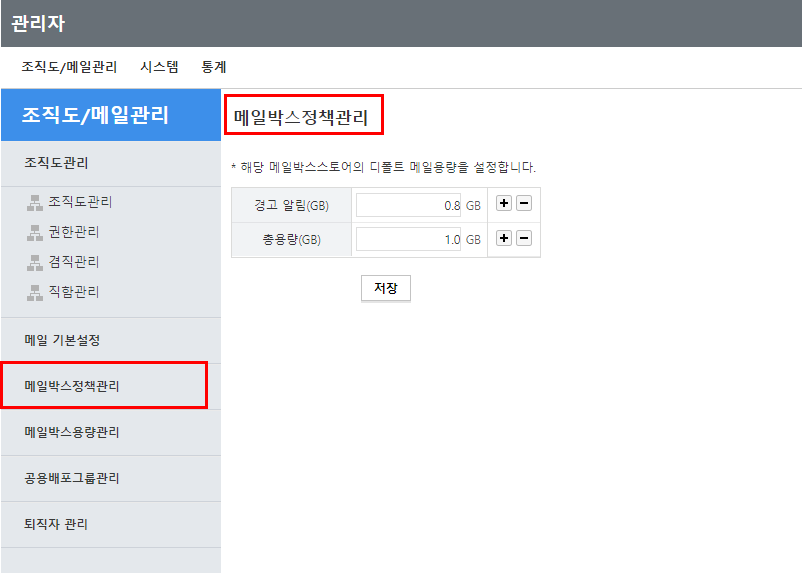 관리자
조직도/메일관리 시스템 통계
조직도/메일관리
조직도관리
조직도관리
권한관리
겸직관리
직함관리
메일 기본설정
메일박스정책관리
메일박스용량관리
공용배포그룹관리
퇴직자 관리
메일박스정책관리
* 해당 메일박스스토어의 디폴트 메일용량을 설정합니다.
경고 알림(GB) 0.8 GB + -
총용량(GB) 1.0 GB + -
저장